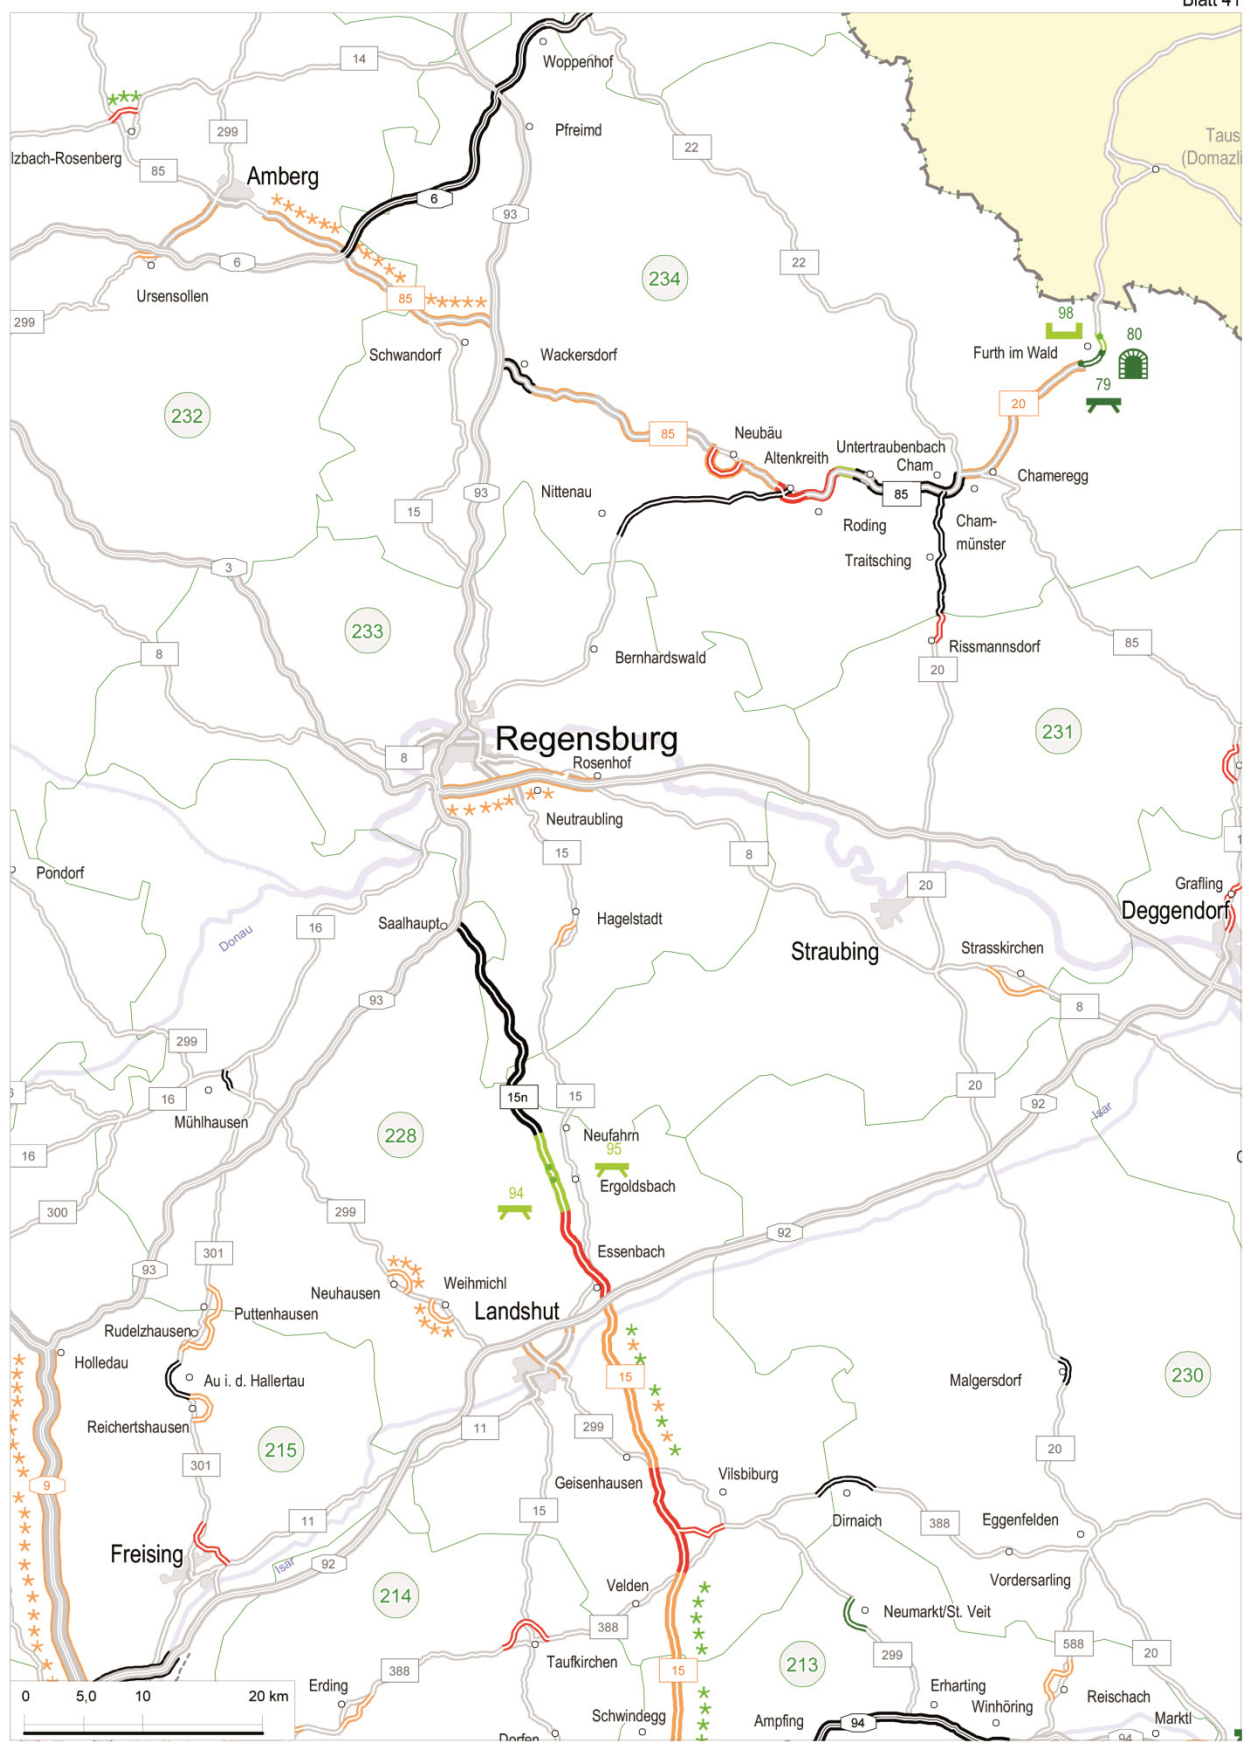 Blatt 41
Woppenhof
14
299
Pfreimd
22
Taus
(Domazli
lzbach-Rosenberg
85
Amberg
6
93
6
22
234
Ursensollen
85
299
98
80
Furth im Wald
79
Schwandorf
Wackersdorf
20
232
85
Neubäu
Altenkreith
Untertraubenbach
Cham
Chameregg
93
Nittenau
85
15
Roding
Cham-
münster
Traitsching
3
233
8
Bernhardswald
Rissmannsdorf
85
20
231
Regensburg
8
Rosenhof
Neutraubling
15
8
Pondorf
20
Grafling
Deggendorf
Saalhaupt
Hagelstadt
16
Donau
Straubing
Strasskirchen
93
8
299
20
16
15n
15
92
Isar
Mühlhausen
228
Neufahrn
95
16
94
Ergoldsbach
300
299
92
301
Essenbach
93
Neuhausen
Weihmichl
Puttenhausen
Landshut
Rudelzhausen
Holledau
Au i. d. Hallertau
15
Malgersdorf
230
Reichertshausen
215
11
299
20
301
9
Geisenhausen
Vilsbiburg
15
11
Dirnaich
388
Eggenfelden
Freising
Isar
92
Vordersarling
214
Velden
Neumarkt/St. Veit
388
588
20
Taufkirchen
388
15
213
299
0 5,0 10 20 km
Erding
Erharting
Reischach
Winhöring
Schwindegg
Ampfing
94
Marktl
Dorfen
94